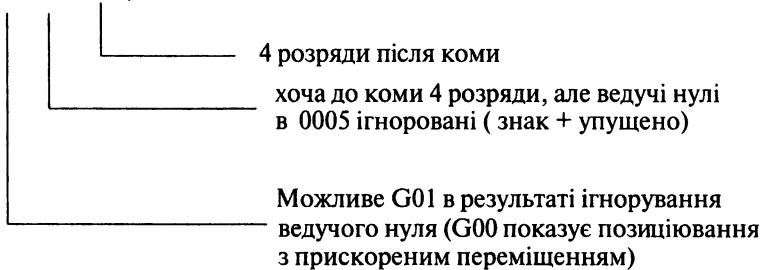 4 розряди після коми
хоча до коми 4 розряди, але ведучі нулі
в 0005 ігноровані ( знак + упущено)
Можливе G01 в результаті ігнорування
ведучого нуля (G00 показує позиціювання
з прискореним переміщенням)